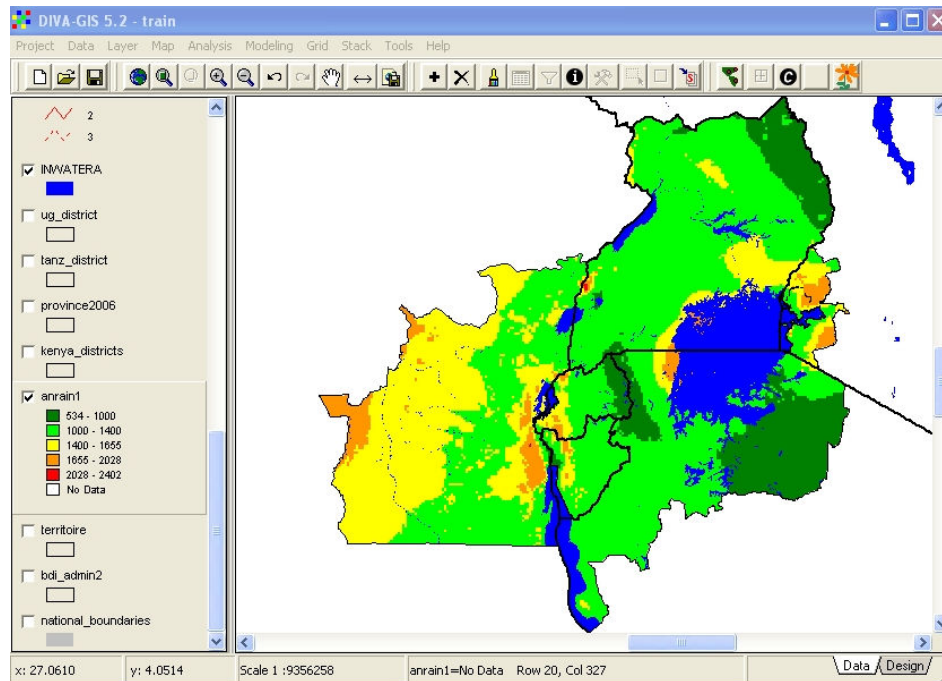 DIVA-GIS 5.2 - train
Project Data Layer Map Analysis Modeling Grid Stack Tools Help
2
3
INWATERA
ug_district
tanz_district
province2006
kenya_districts
anrain1
534 - 1000
1000 - 1400
1400 - 1655
1655 - 2028
2028 - 2402
No Data
territoire
bdi_admin2
national_boundaries
x: 27.0610 y: 4.0514 Scale 1 :9356258 anrain1=No Data Row 20, Col 327 Data Design